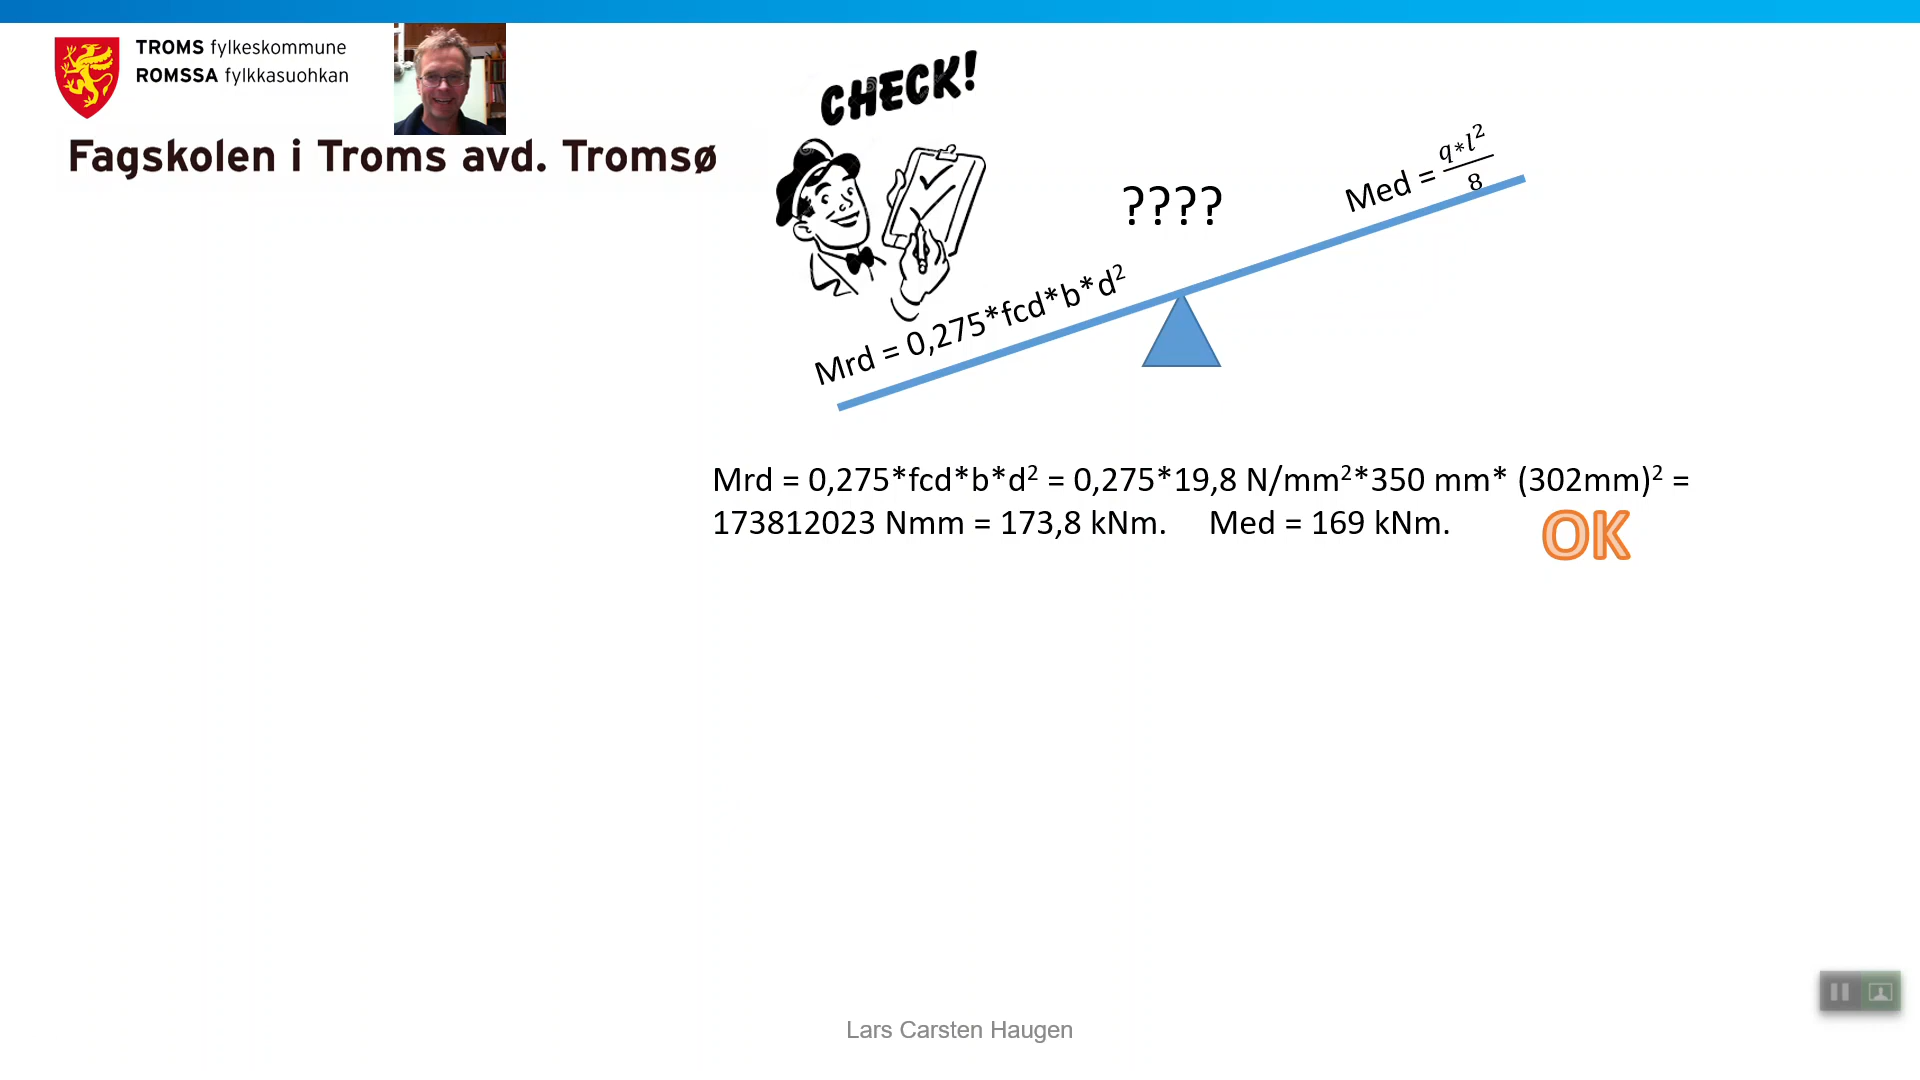 TROMS fylkeskommune
ROMSSA fylkkasuohkan
Fagskolen i Troms avd. Tromsø
CHECK!
????
Med = q*l²/8
Mrd = 0,275*fcd*b*d²
Mrd = 0,275*fcd*b*d² = 0,275*19,8 N/mm²*350 mm* (302mm)² =
173812023 Nmm = 173,8 kNm. Med = 169 kNm.
OK
Lars Carsten Haugen